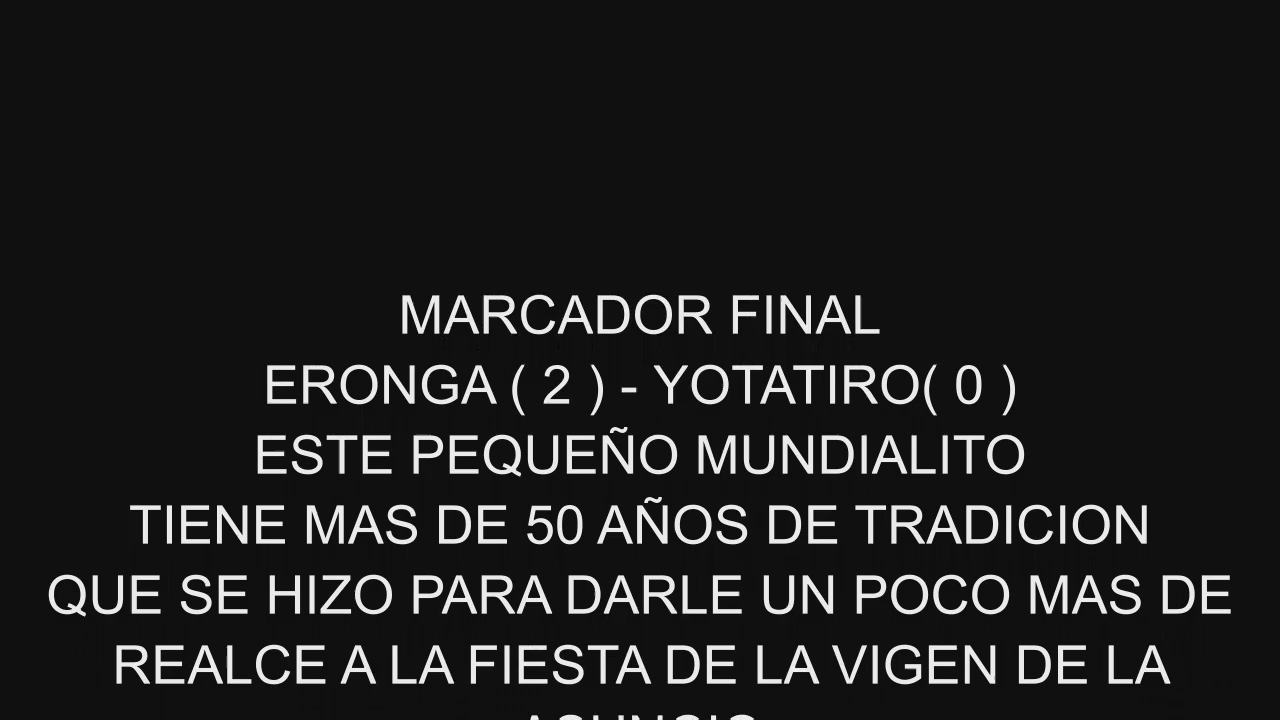 MARCADOR FINAL
ERONGA ( 2 ) - YOTATIRO( 0 )
ESTE PEQUEÑO MUNDIALITO
TIENE MAS DE 50 AÑOS DE TRADICION
QUE SE HIZO PARA DARLE UN POCO MAS DE
REALCE A LA FIESTA DE LA VIGEN DE LA